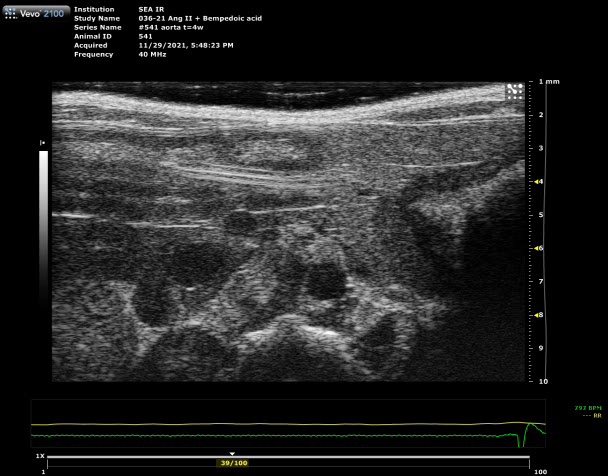 Vevo 2100
Institution SEA IR
Study Name 036-21 Ang II + Bempedoic acid
Series Name #541 aorta t=4w
Animal ID 541
Acquired 11/29/2021, 5:48:23 PM
Frequency 40 MHz
1 mm
2
3
4
5
6
7
8
9
10
292 BPM
--- RR
1X
39/100
1 100